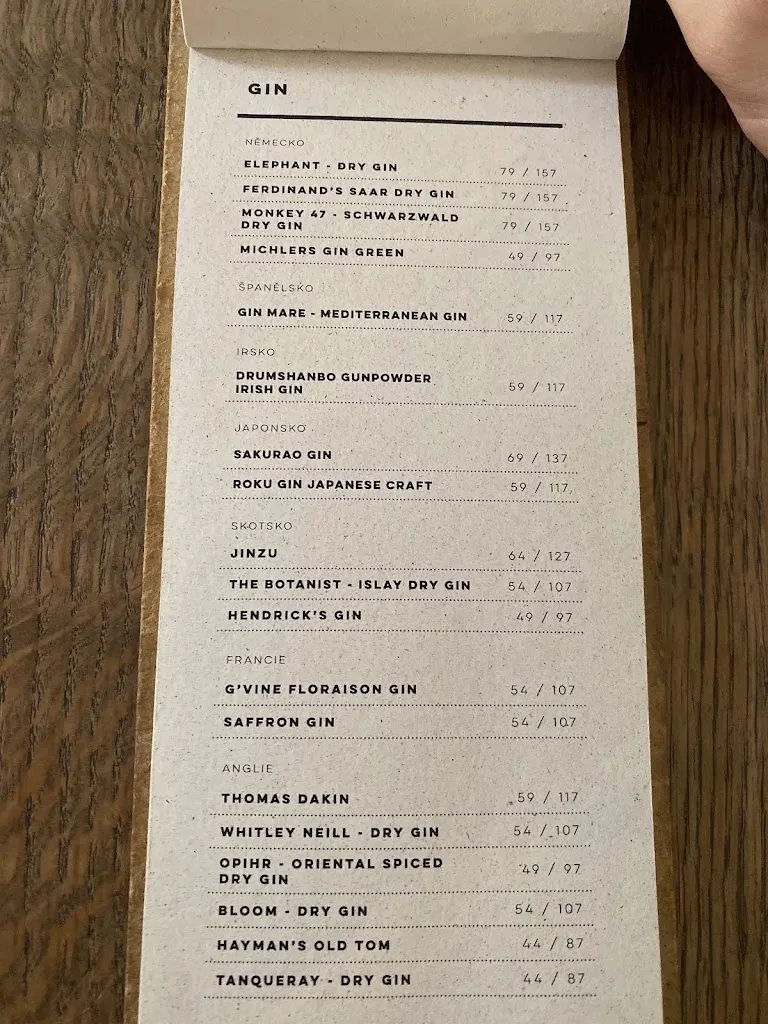 GIN
NĚMECKO
ELEPHANT - DRY GIN 79 / 157
FERDINAND'S SAAR DRY GIN 79 / 157
MONKEY 47 - SCHWARZWALD
DRY GIN 79 / 157
MICHLERS GIN GREEN 49 / 97
ŠPANĚLSKO
GIN MARE - MEDITERRANEAN GIN 59 / 117
IRSKO
DRUMSHANBO GUNPOWDER
IRISH GIN 59 / 117
JAPONSKO
SAKURAO GIN 69 / 137
ROKU GIN JAPANESE CRAFT 59 / 117
SKOTSKO
JINZU 64 / 127
THE BOTANIST - ISLAY DRY GIN 54 / 107
HENDRICK'S GIN 49 / 97
FRANCIE
G'VINE FLORAISON GIN 54 / 107
SAFFRON GIN 54 / 107
ANGLIE
THOMAS DAKIN 59 / 117
WHITLEY NEILL - DRY GIN 54 / 107
OPIHR - ORIENTAL SPICED
DRY GIN 49 / 97
BLOOM - DRY GIN 54 / 107
HAYMAN'S OLD TOM 44 / 87
TANQUERAY - DRY GIN 44 / 87